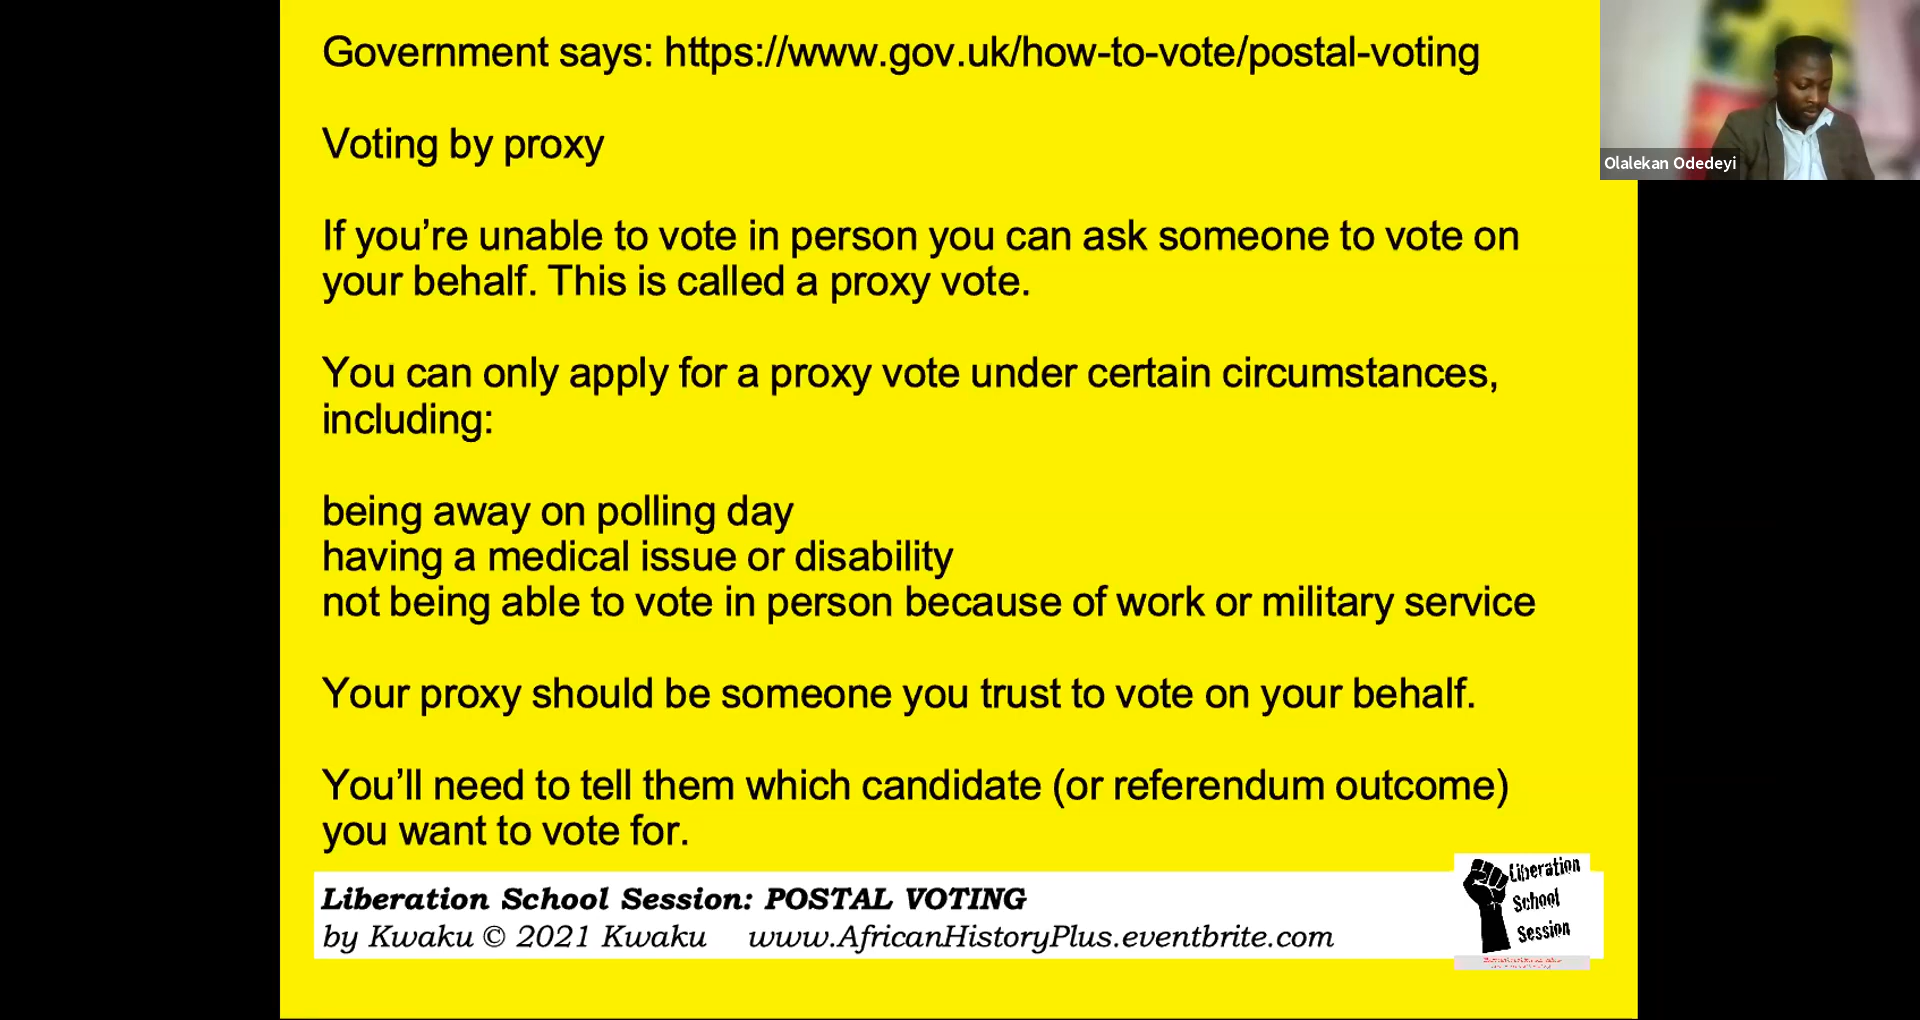 Government says: https://www.gov.uk/how-to-vote/postal-voting
Voting by proxy
If you’re unable to vote in person you can ask someone to vote on
your behalf. This is called a proxy vote.
You can only apply for a proxy vote under certain circumstances,
including:
being away on polling day
having a medical issue or disability
not being able to vote in person because of work or military service
Your proxy should be someone you trust to vote on your behalf.
You’ll need to tell them which candidate (or referendum outcome)
you want to vote for.
Liberation School Session: POSTAL VOTING
by Kwaku © 2021 Kwaku www.AfricanHistoryPlus.eventbrite.com
Liberation
School
Session
Olalekan Odedeyi